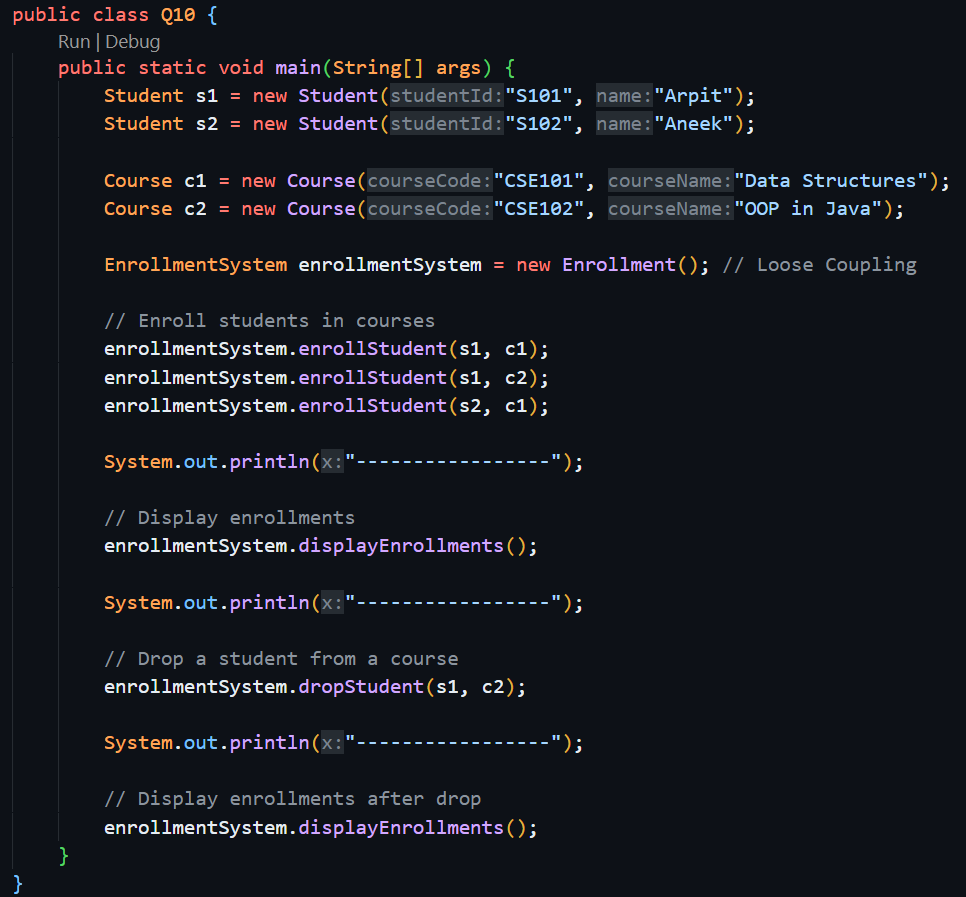 public class Q10 {
Run | Debug
public static void main(String[] args) {
Student s1 = new Student(studentId:"S101", name:"Arpit");
Student s2 = new Student(studentId:"S102", name:"Aneek");
Course c1 = new Course(courseCode:"CSE101", courseName:"Data Structures");
Course c2 = new Course(courseCode:"CSE102", courseName:"OOP in Java");
EnrollmentSystem enrollmentSystem = new Enrollment(); // Loose Coupling
// Enroll students in courses
enrollmentSystem.enrollStudent(s1, c1);
enrollmentSystem.enrollStudent(s1, c2);
enrollmentSystem.enrollStudent(s2, c1);
System.out.println(x:"-----------------");
// Display enrollments
enrollmentSystem.displayEnrollments();
System.out.println(x:"-----------------");
// Drop a student from a course
enrollmentSystem.dropStudent(s1, c2);
System.out.println(x:"-----------------");
// Display enrollments after drop
enrollmentSystem.displayEnrollments();
}
}